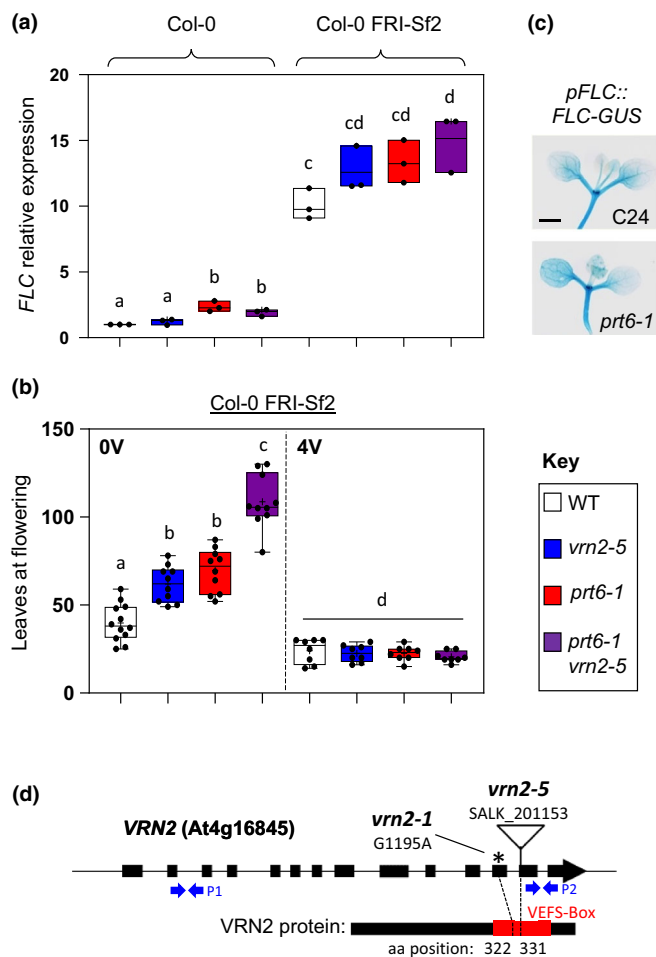 (a)
Col-0
Col-0 FRI-Sf2
FLC relative expression
20
15
10
5
0
a
a
b
b
c
cd
cd
d
(b)
Col-0 FRI-Sf2
Leaves at flowering
150
100
50
0
0V
4V
a
b
b
c
d
(c)
pFLC::
FLC-GUS
C24
prt6-1
Key
WT
vrn2-5
prt6-1
prt6-1
vrn2-5
(d)
VRN2 (At4g16845)
vrn2-1
G1195A
*
vrn2-5
SALK_201153
P1
P2
VEFS-Box
VRN2 protein:
aa position: 322 331